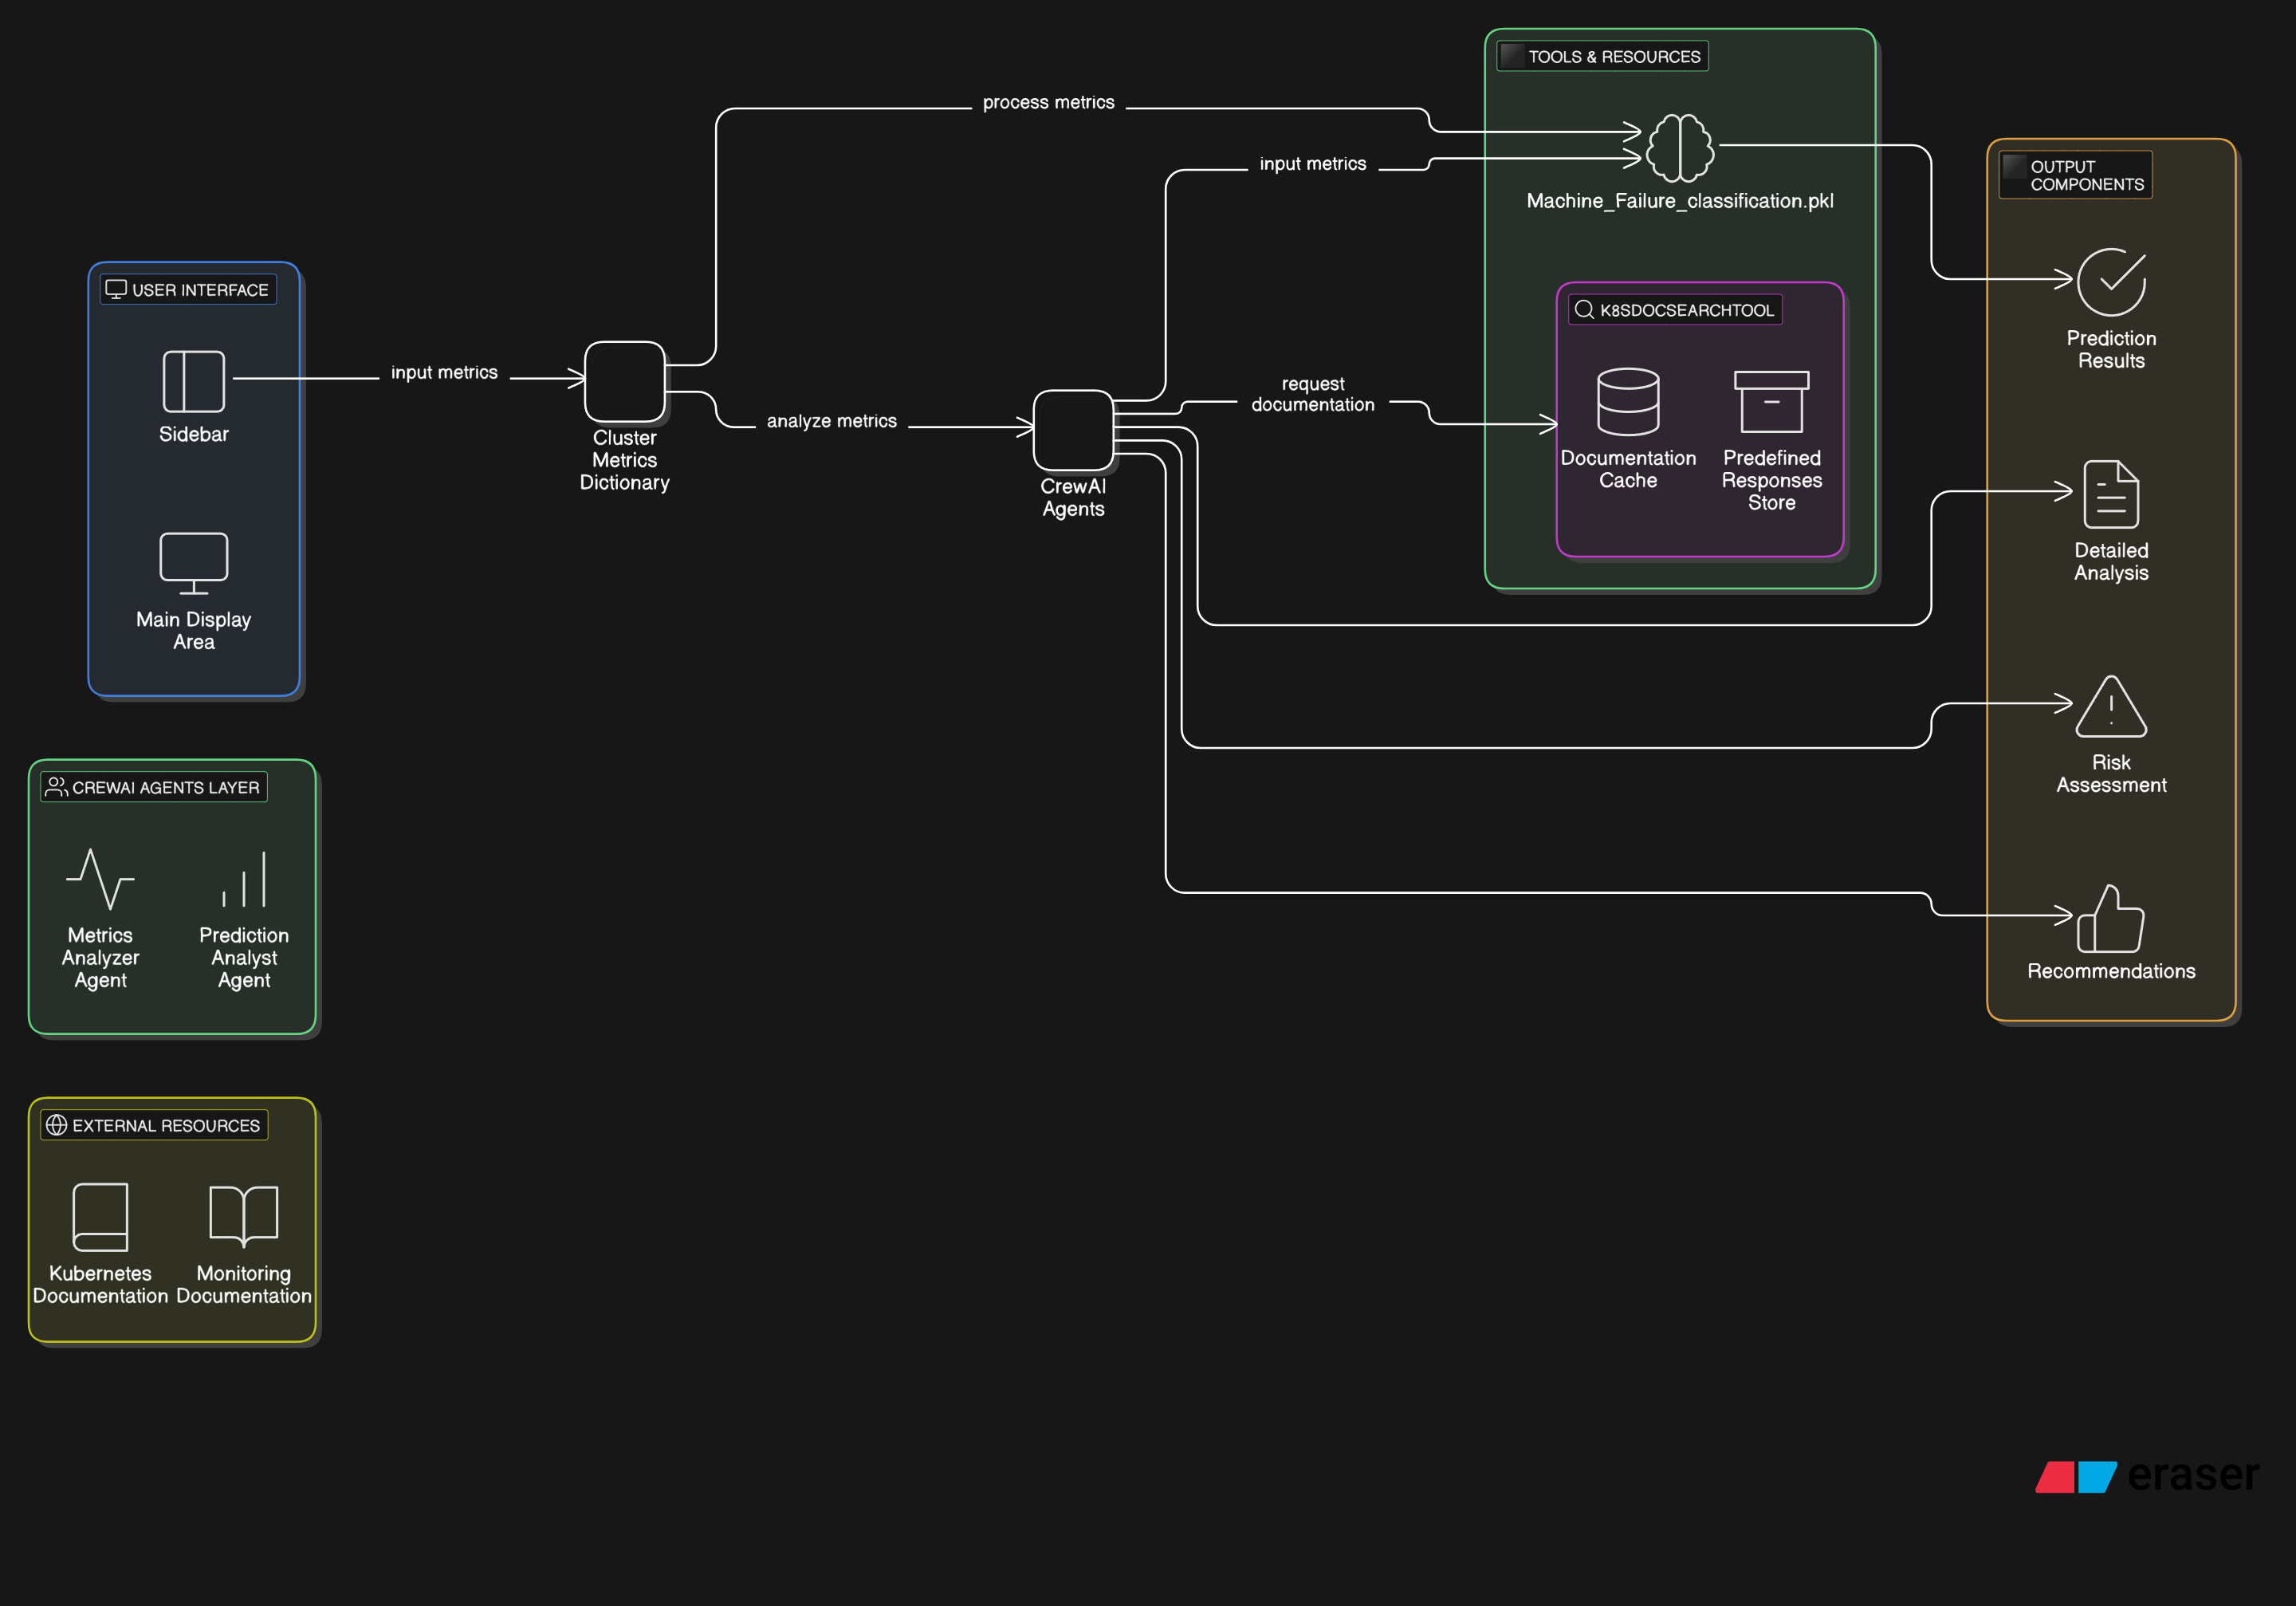 TOOLS & RESOURCES
process metrics
input metrics
Machine_Failure_classification.pkl
OUTPUT
COMPONENTS
USER INTERFACE
K8SDOCSEARCHTOOL
Prediction
Results
input metrics
Sidebar
Cluster
Metrics
Dictionary
analyze metrics
CrewAI
Agents
request
documentation
Documentation
Cache
Predefined
Responses
Store
Detailed
Analysis
Main Display
Area
Risk
Assessment
CREWAI AGENTS LAYER
Metrics
Analyzer
Agent
Prediction
Analyst
Agent
Recommendations
EXTERNAL RESOURCES
Kubernetes
Documentation
Monitoring
Documentation
eraser